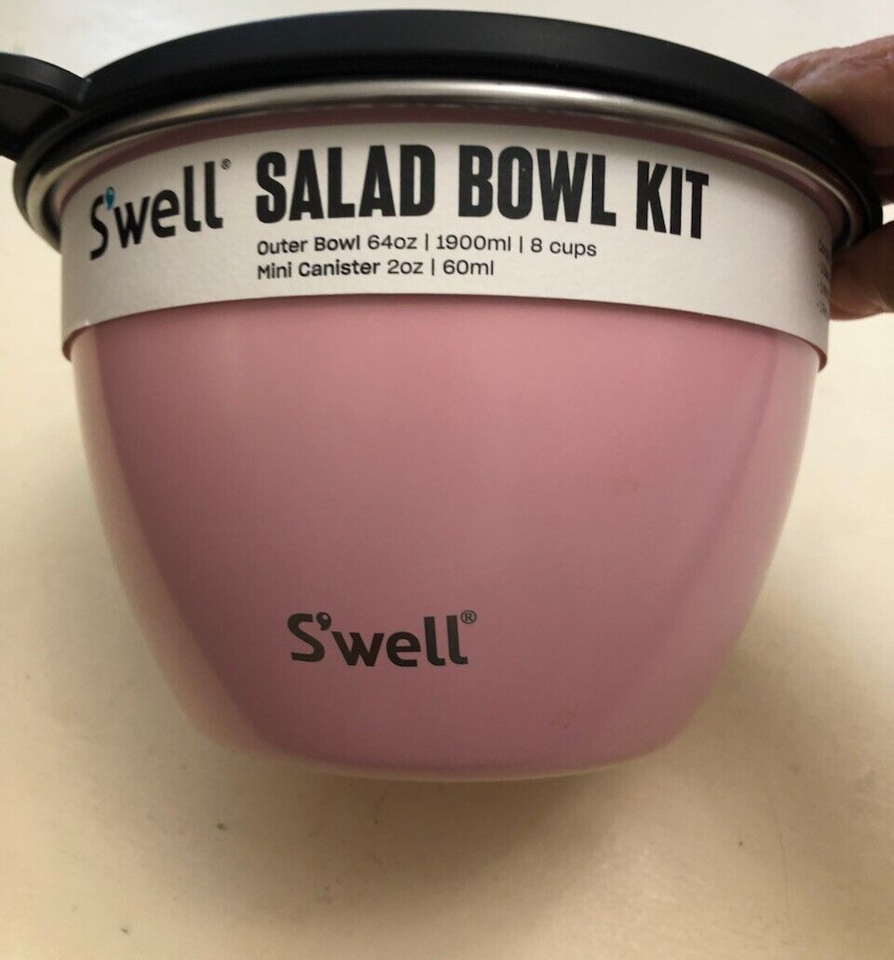 S'well® SALAD BOWL KIT
Outer Bowl 64oz | 1900ml | 8 cups
Mini Canister 2oz | 60ml
S'well®